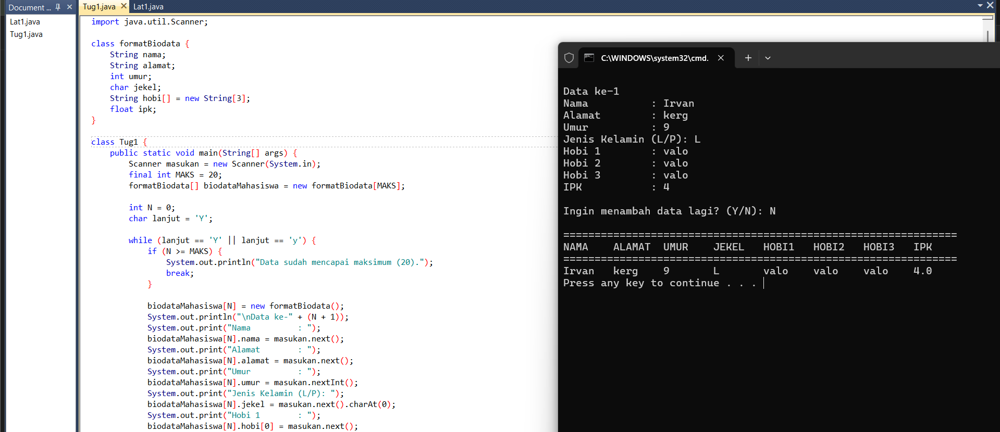 Document ...
Lat1.java
Tug1.java
Tug1.java
Lat1.java
import java.util.Scanner;
class formatBiodata {
    String nama;
    String alamat;
    int umur;
    char jekel;
    String hobi[] = new String[3];
    float ipk;
}
class Tug1 {
    public static void main(String[] args) {
        Scanner masukan = new Scanner(System.in);
        final int MAKS = 20;
        formatBiodata[] biodataMahasiswa = new formatBiodata[MAKS];
        int N = 0;
        char lanjut = 'Y';
        while (lanjut == 'Y' || lanjut == 'y') {
            if (N >= MAKS) {
                System.out.println("Data sudah mencapai maksimum (20).");
                break;
            }
            biodataMahasiswa[N] = new formatBiodata();
            System.out.println("\nData ke-" + (N + 1));
            System.out.print("Nama          : ");
            biodataMahasiswa[N].nama = masukan.next();
            System.out.print("Alamat        : ");
            biodataMahasiswa[N].alamat = masukan.next();
            System.out.print("Umur          : ");
            biodataMahasiswa[N].umur = masukan.nextInt();
            System.out.print("Jenis Kelamin (L/P): ");
            biodataMahasiswa[N].jekel = masukan.next().charAt(0);
            System.out.print("Hobi 1        : ");
            biodataMahasiswa[N].hobi[0] = masukan.next();
C:\WINDOWS\system32\cmd.
Data ke-1
Nama          : Irvan
Alamat        : kerg
Umur          : 9
Jenis Kelamin (L/P): L
Hobi 1        : valo
Hobi 2        : valo
Hobi 3        : valo
IPK           : 4
Ingin menambah data lagi? (Y/N): N
===============================================================
NAMA    ALAMAT  UMUR    JEKEL   HOBI1   HOBI2   HOBI3   IPK
===============================================================
Irvan   kerg    9       L       valo    valo    valo    4.0
Press any key to continue . . .